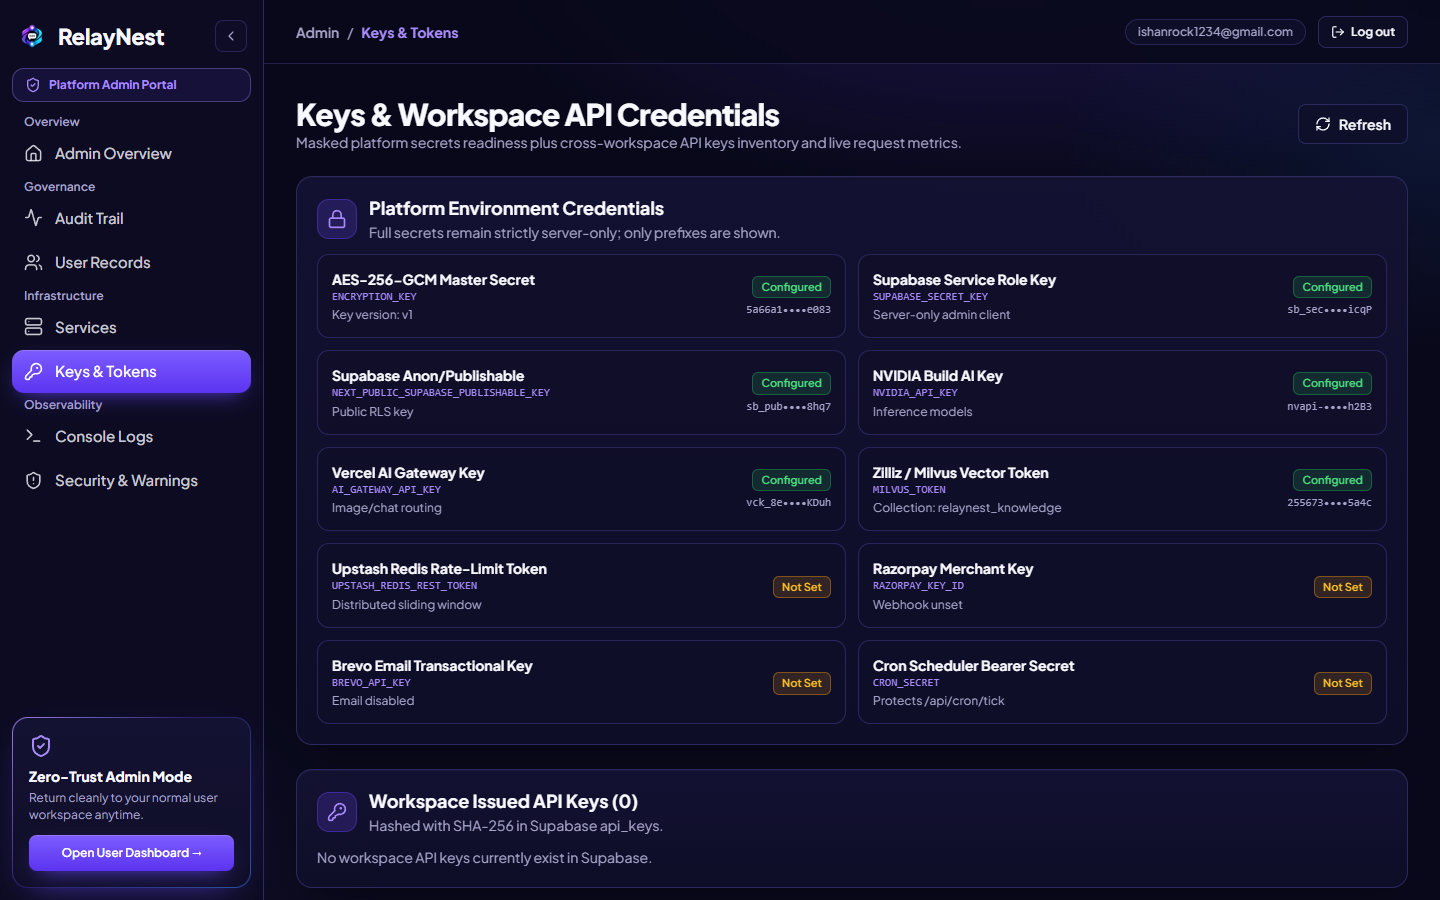 RelayNest
Platform Admin Portal
Overview
Admin Overview
Governance
Audit Trail
User Records
Infrastructure
Services
Keys & Tokens
Observability
Console Logs
Security & Warnings
Zero-Trust Admin Mode
Return cleanly to your normal user
workspace anytime.
Open User Dashboard →
Admin / Keys & Tokens
ishanrock1234@gmail.com
Log out
Keys & Workspace API Credentials
Masked platform secrets readiness plus cross-workspace API keys inventory and live request metrics.
Refresh
Platform Environment Credentials
Full secrets remain strictly server-only; only prefixes are shown.
AES-256-GCM Master Secret
ENCRYPTION_KEY
Key version: v1
Configured
5a66a1••••e083
Supabase Service Role Key
SUPABASE_SECRET_KEY
Server-only admin client
Configured
sb_sec••••icqP
Supabase Anon/Publishable
NEXT_PUBLIC_SUPABASE_PUBLISHABLE_KEY
Public RLS key
Configured
sb_pub••••8hq7
NVIDIA Build AI Key
NVIDIA_API_KEY
Inference models
Configured
nvapi-••••h2B3
Vercel AI Gateway Key
AI_GATEWAY_API_KEY
Image/chat routing
Configured
vck_8e••••KDuh
Zilliz / Milvus Vector Token
MILVUS_TOKEN
Collection: relaynest_knowledge
Configured
255673••••5a4c
Upstash Redis Rate-Limit Token
UPSTASH_REDIS_REST_TOKEN
Distributed sliding window
Not Set
Razorpay Merchant Key
RAZORPAY_KEY_ID
Webhook unset
Not Set
Brevo Email Transactional Key
BREVO_API_KEY
Email disabled
Not Set
Cron Scheduler Bearer Secret
CRON_SECRET
Protects /api/cron/tick
Not Set
Workspace Issued API Keys (0)
Hashed with SHA-256 in Supabase api_keys.
No workspace API keys currently exist in Supabase.